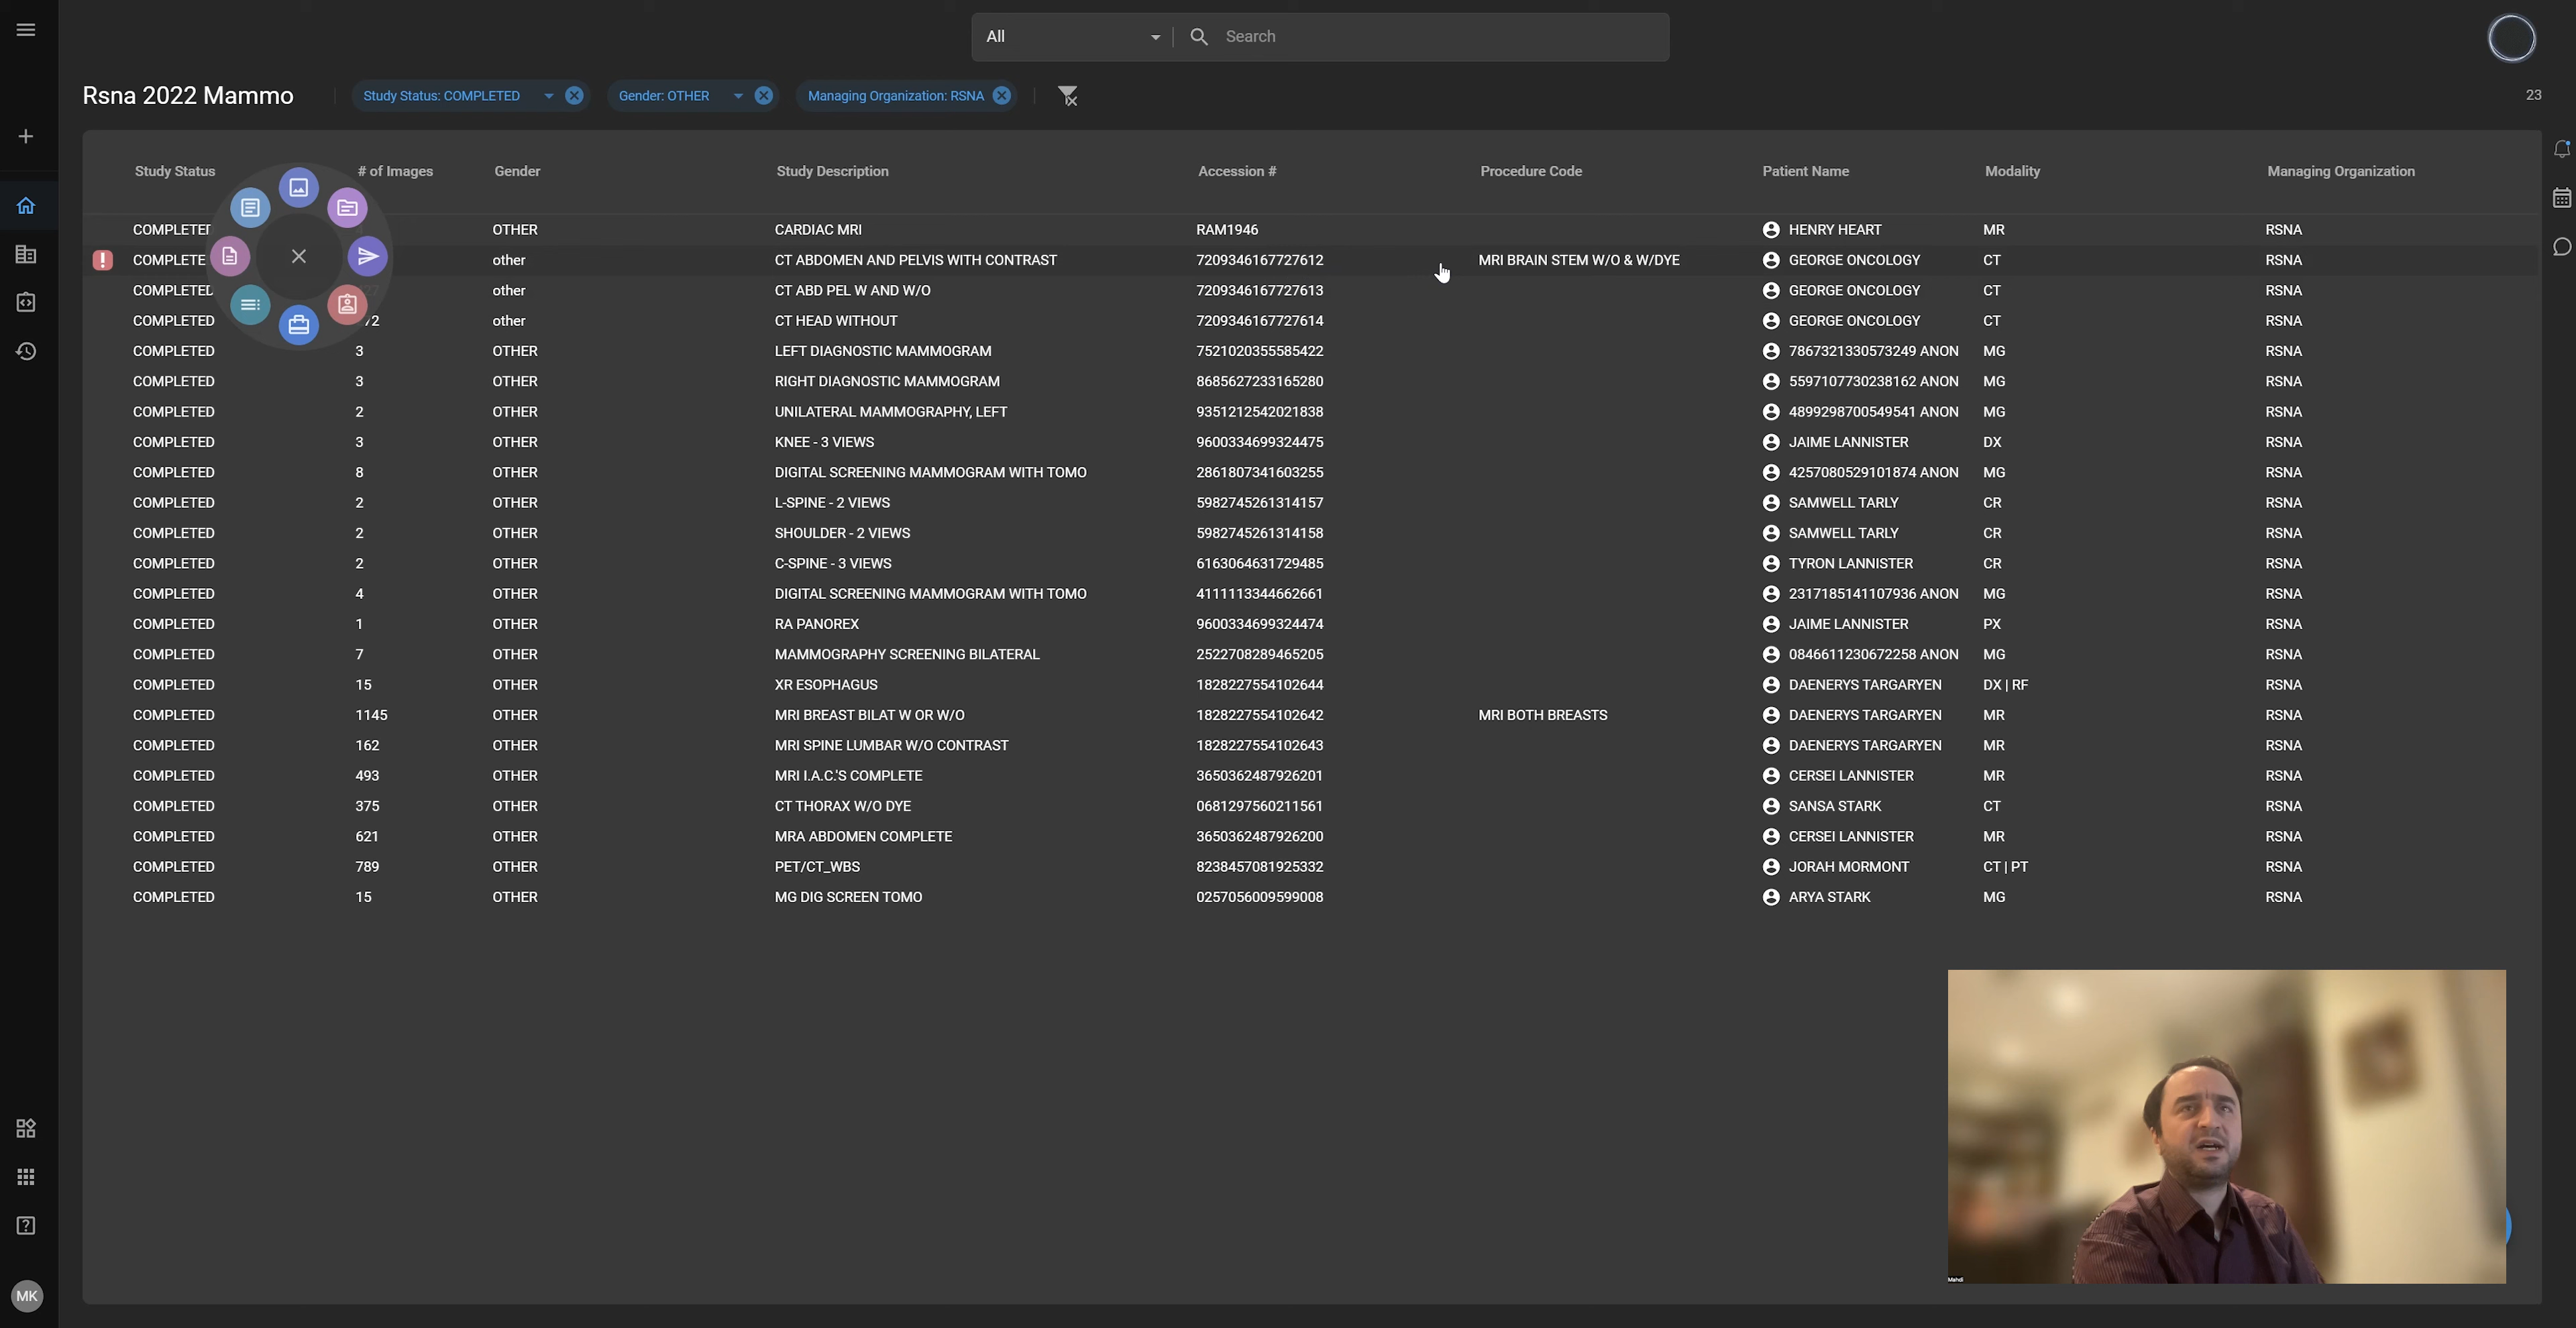 All Search
Rsna 2022 Mammo Study Status: COMPLETED Gender: OTHER Managing Organization: RSNA 23
Study Status # of Images Gender Study Description Accession # Procedure Code Patient Name Modality Managing Organization
OTHER CARDIAC MRI RAM1946 HENRY HEART MR RSNA
other CT ABDOMEN AND PELVIS WITH CONTRAST 7209346167727612 MRI BRAIN STEM W/O & W/DYE GEORGE ONCOLOGY CT RSNA
COMPLETED other CT ABD PEL W AND W/O 7209346167727613 GEORGE ONCOLOGY CT RSNA
COMPLETED other CT HEAD WITHOUT 7209346167727614 GEORGE ONCOLOGY CT RSNA
COMPLETED 3 OTHER LEFT DIAGNOSTIC MAMMOGRAM 7521020355585422 7867321330573249 ANON MG RSNA
COMPLETED 3 OTHER RIGHT DIAGNOSTIC MAMMOGRAM 8685627233165280 5597107730238162 ANON MG RSNA
COMPLETED 2 OTHER UNILATERAL MAMMOGRAPHY, LEFT 9351212542021838 4899298700549541 ANON MG RSNA
COMPLETED 3 OTHER KNEE - 3 VIEWS 9600334699324475 JAIME LANNISTER DX RSNA
COMPLETED 8 OTHER DIGITAL SCREENING MAMMOGRAM WITH TOMO 2861807341603255 4257080529101874 ANON MG RSNA
COMPLETED 2 OTHER L-SPINE - 2 VIEWS 5982745261314157 SAMWELL TARLY CR RSNA
COMPLETED 2 OTHER SHOULDER - 2 VIEWS 5982745261314158 SAMWELL TARLY CR RSNA
COMPLETED 2 OTHER C-SPINE - 3 VIEWS 6163064631729485 TYRON LANNISTER CR RSNA
COMPLETED 4 OTHER DIGITAL SCREENING MAMMOGRAM WITH TOMO 4111113344662661 2317185141107936 ANON MG RSNA
COMPLETED 1 OTHER RA PANOREX 9600334699324474 JAIME LANNISTER PX RSNA
COMPLETED 7 OTHER MAMMOGRAPHY SCREENING BILATERAL 2522708289465205 0846611230672258 ANON MG RSNA
COMPLETED 15 OTHER XR ESOPHAGUS 1828227554102644 DAENERYS TARGARYEN DX | RF RSNA
COMPLETED 1145 OTHER MRI BREAST BILAT W OR W/O 1828227554102642 MRI BOTH BREASTS DAENERYS TARGARYEN MR RSNA
COMPLETED 162 OTHER MRI SPINE LUMBAR W/O CONTRAST 1828227554102643 DAENERYS TARGARYEN MR RSNA
COMPLETED 493 OTHER MRI I.A.C.'S COMPLETE 3650362487926201 CERSEI LANNISTER MR RSNA
COMPLETED 375 OTHER CT THORAX W/O DYE 0681297560211561 SANSA STARK CT RSNA
COMPLETED 621 OTHER MRA ABDOMEN COMPLETE 3650362487926200 CERSEI LANNISTER MR RSNA
COMPLETED 789 OTHER PET/CT_WBS 8238457081925332 JORAH MORMONT CT | PT RSNA
COMPLETED 15 OTHER MG DIG SCREEN TOMO 0257056009599008 ARYA STARK MG RSNA
Mahdi
MK